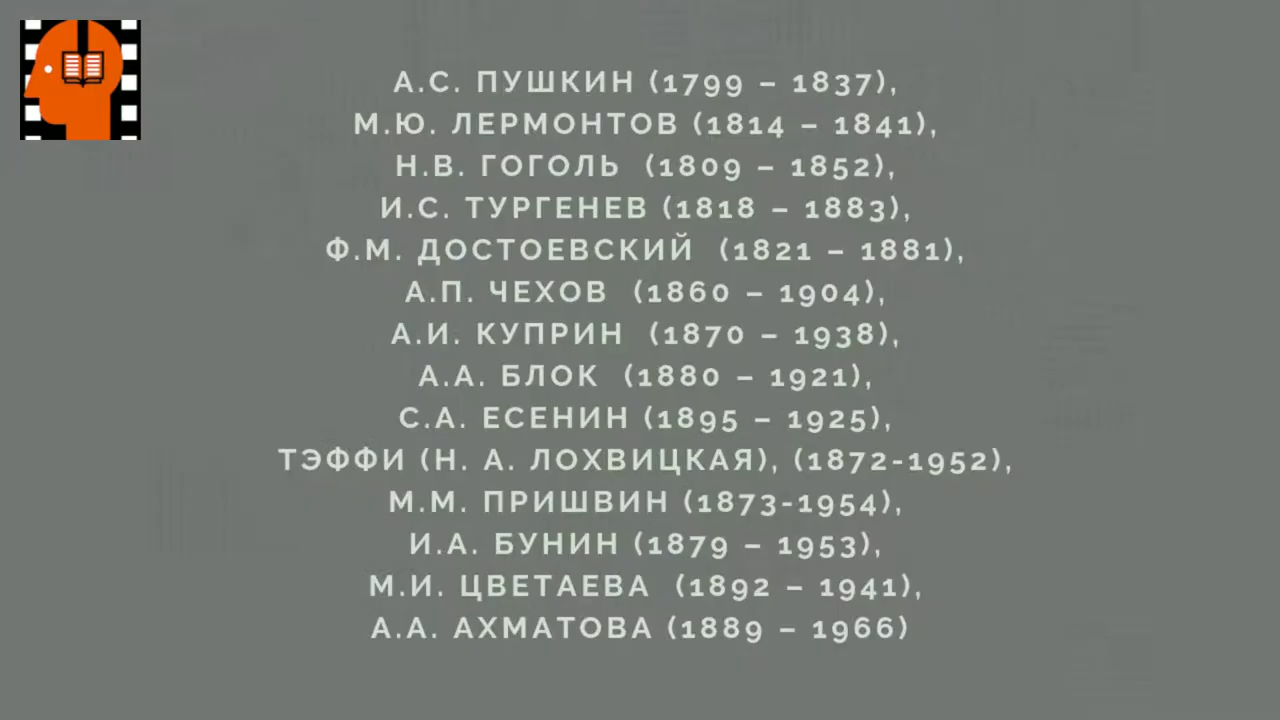 А.С. ПУШКИН (1799 – 1837),
М.Ю. ЛЕРМОНТОВ (1814 – 1841),
Н.В. ГОГОЛЬ (1809 – 1852),
И.С. ТУРГЕНЕВ (1818 – 1883),
Ф.М. ДОСТОЕВСКИЙ (1821 – 1881),
А.П. ЧЕХОВ (1860 – 1904),
А.И. КУПРИН (1870 – 1938),
А.А. БЛОК (1880 – 1921),
С.А. ЕСЕНИН (1895 – 1925),
ТЭФФИ (Н. А. ЛОХВИЦКАЯ), (1872-1952),
М.М. ПРИШВИН (1873-1954),
И.А. БУНИН (1879 – 1953),
М.И. ЦВЕТАЕВА (1892 – 1941),
А.А. АХМАТОВА (1889 – 1966)